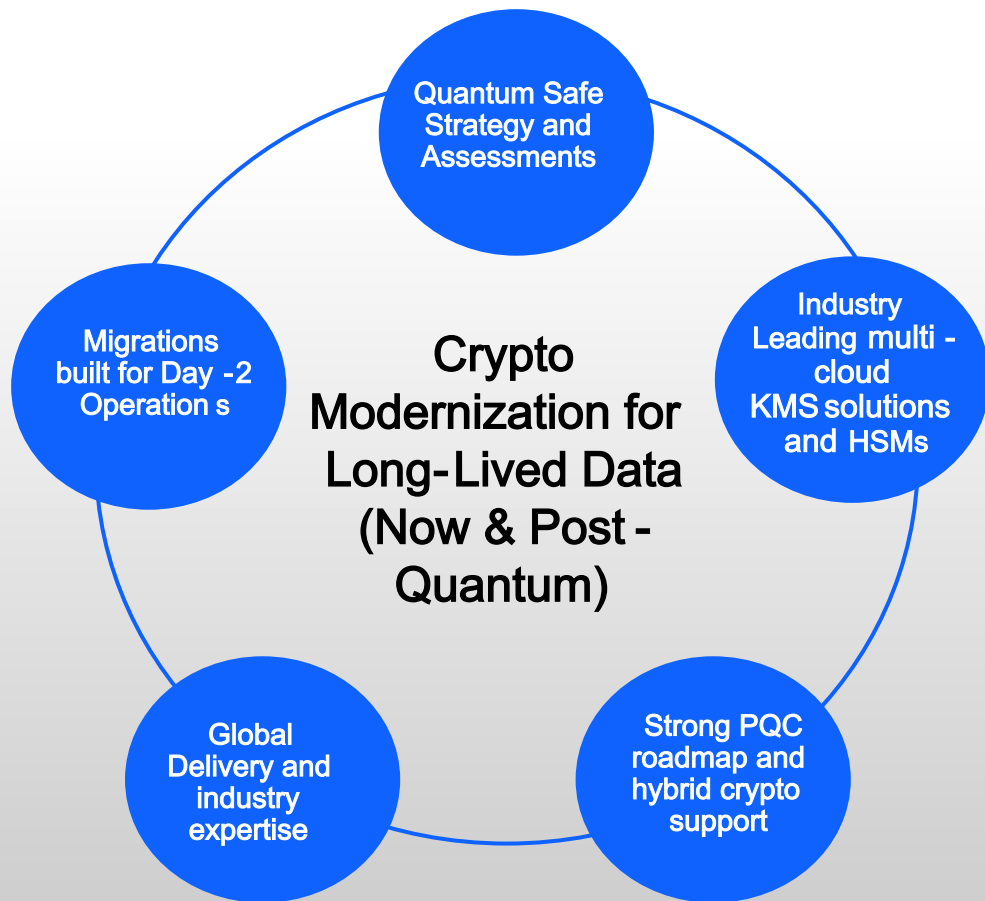 Quantum Safe
Strategy and
Assessments
Industry
Leading multi -
cloud
KMS solutions
and HSMs
Strong PQC
roadmap and
hybrid crypto
support
Global
Delivery and
industry
expertise
Migrations
built for Day -2
Operation s
Crypto
Modernization for
Long-Lived Data
(Now & Post -
Quantum)